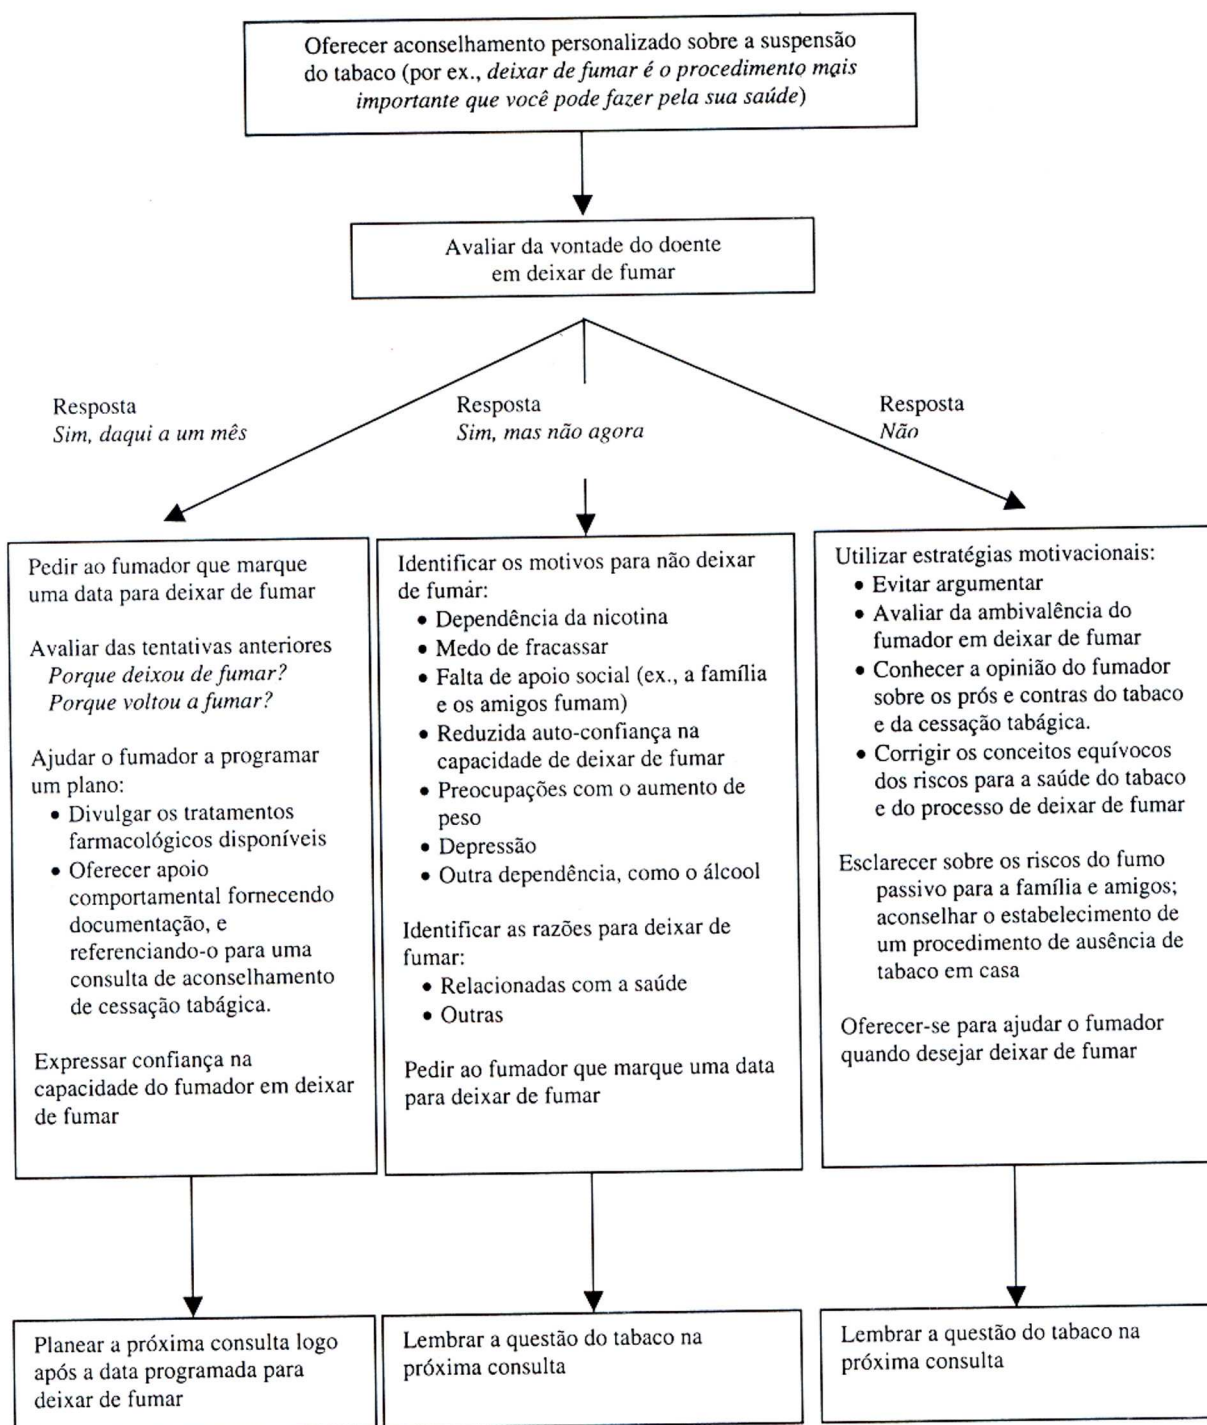 Oferecer aconselhamento personalizado sobre a suspensão
do tabaco (por ex., deixar de fumar é o procedimento mais
importante que você pode fazer pela sua saúde)
Avaliar da vontade do doente
em deixar de fumar
Resposta
Sim, daqui a um mês
Resposta
Sim, mas não agora
Resposta
Não
Pedir ao fumador que marque
uma data para deixar de fumar
Avaliar das tentativas anteriores
Porque deixou de fumar?
Porque voltou a fumar?
Ajudar o fumador a programar
um plano:
• Divulgar os tratamentos
farmacológicos disponíveis
• Oferecer apoio
comportamental fornecendo
documentação, e
referenciando-o para uma
consulta de aconselhamento
de cessação tabágica.
Expressar confiança na
capacidade do fumador em deixar
de fumar
Identificar os motivos para não deixar
de fumar:
• Dependência da nicotina
• Medo de fracassar
• Falta de apoio social (ex., a família
e os amigos fumam)
• Reduzida auto-confiança na
capacidade de deixar de fumar
• Preocupações com o aumento de
peso
• Depressão
• Outra dependência, como o álcool
Identificar as razões para deixar de
fumar:
• Relacionadas com a saúde
• Outras
Pedir ao fumador que marque uma data
para deixar de fumar
Utilizar estratégias motivacionais:
• Evitar argumentar
• Avaliar da ambivalência do
fumador em deixar de fumar
• Conhecer a opinião do fumador
sobre os prós e contras do tabaco
e da cessação tabágica.
• Corrigir os conceitos equívocos
dos riscos para a saúde do tabaco
e do processo de deixar de fumar
Esclarecer sobre os riscos do fumo
passivo para a família e amigos;
aconselhar o estabelecimento de
um procedimento de ausência de
tabaco em casa
Oferecer-se para ajudar o fumador
quando desejar deixar de fumar
Planear a próxima consulta logo
após a data programada para
deixar de fumar
Lembrar a questão do tabaco na
próxima consulta
Lembrar a questão do tabaco na
próxima consulta